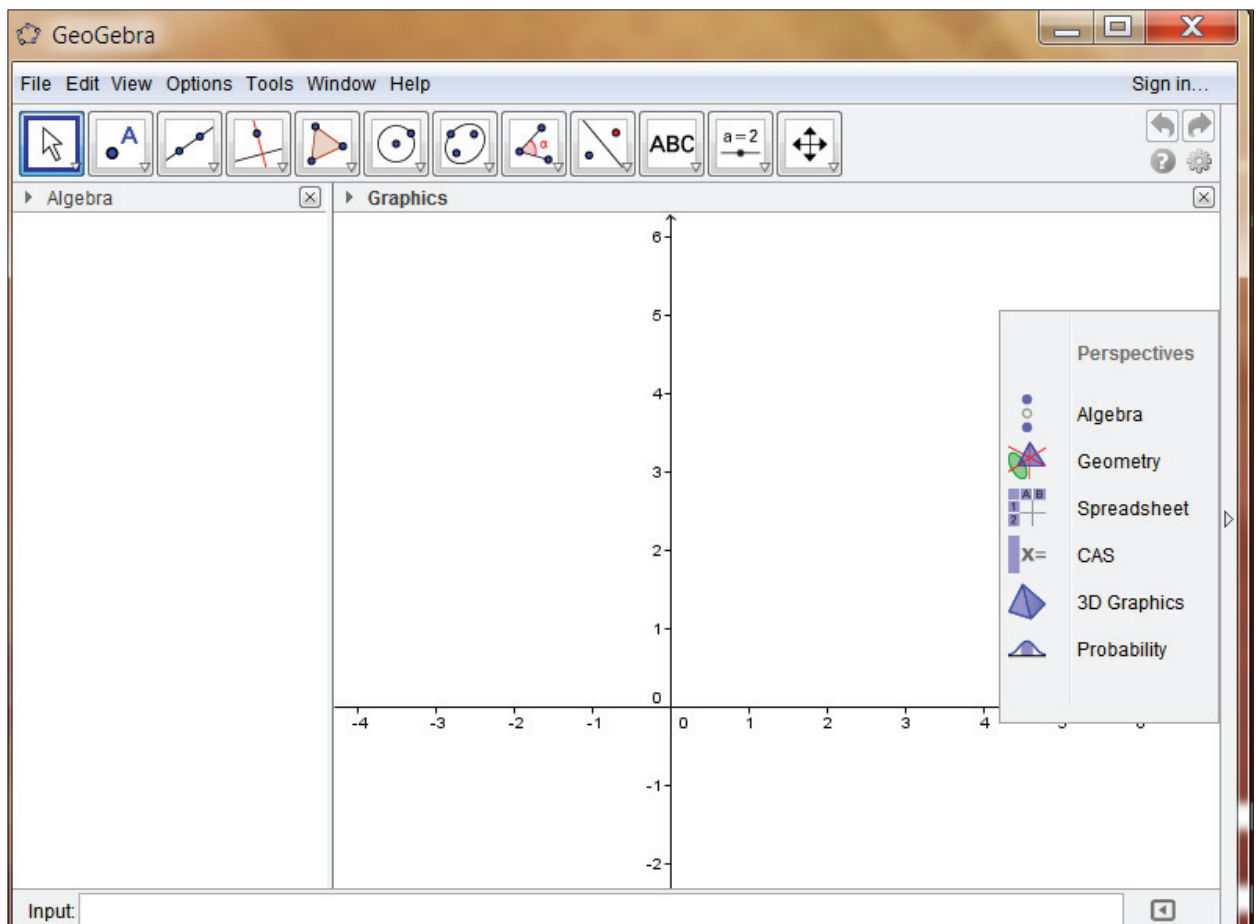 GeoGebra
File Edit View Options Tools Window Help Sign in...
A α ABC a=2
Algebra Graphics
6
5
Perspectives
4
Algebra
Geometry
3
A B
1
2
Spreadsheet
2
x= CAS
3D Graphics
1
Probability
0
-4 -3 -2 -1 0 1 2 3 4
-1
-2
Input: